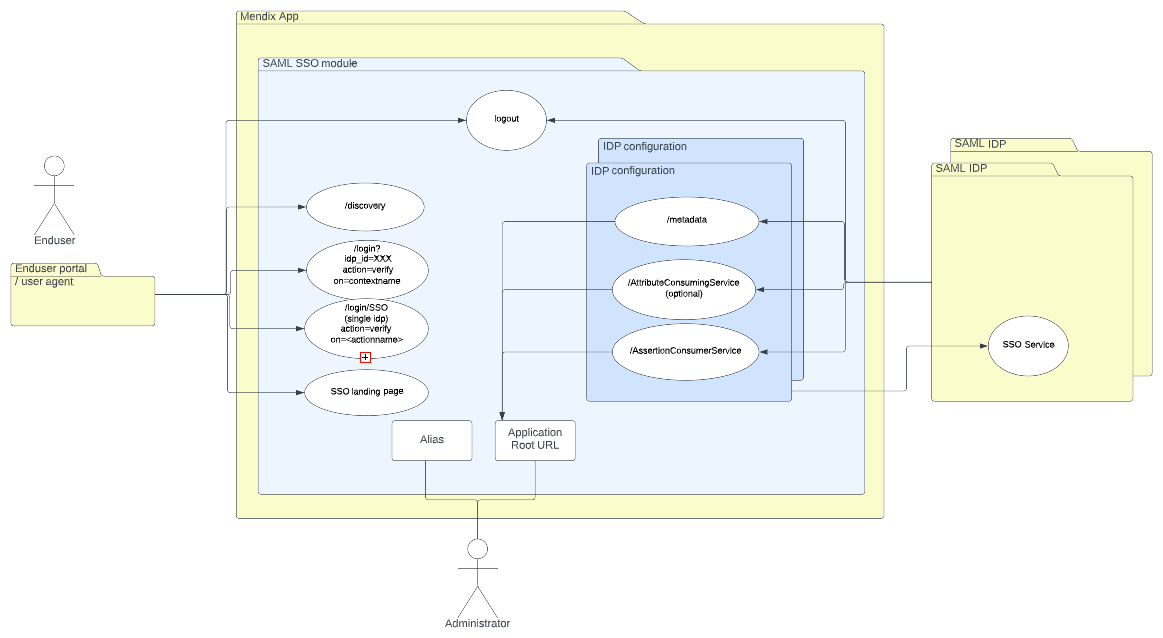 Mendix App
SAML SSO module
logout
IDP configuration
IDP configuration
SAML IDP
SAML IDP
/discovery
/metadata
Enduser
/login?
idp_id=XXX
action=verify
on=contextname
Enduser portal
/ user agent
/AttributeConsumingService
(optional)
/login/SSO
(single idp)
action=verify
on=<actionname>
/AssertionConsumerService
SSO Service
SSO landing page
Alias
Application
Root URL
Administrator